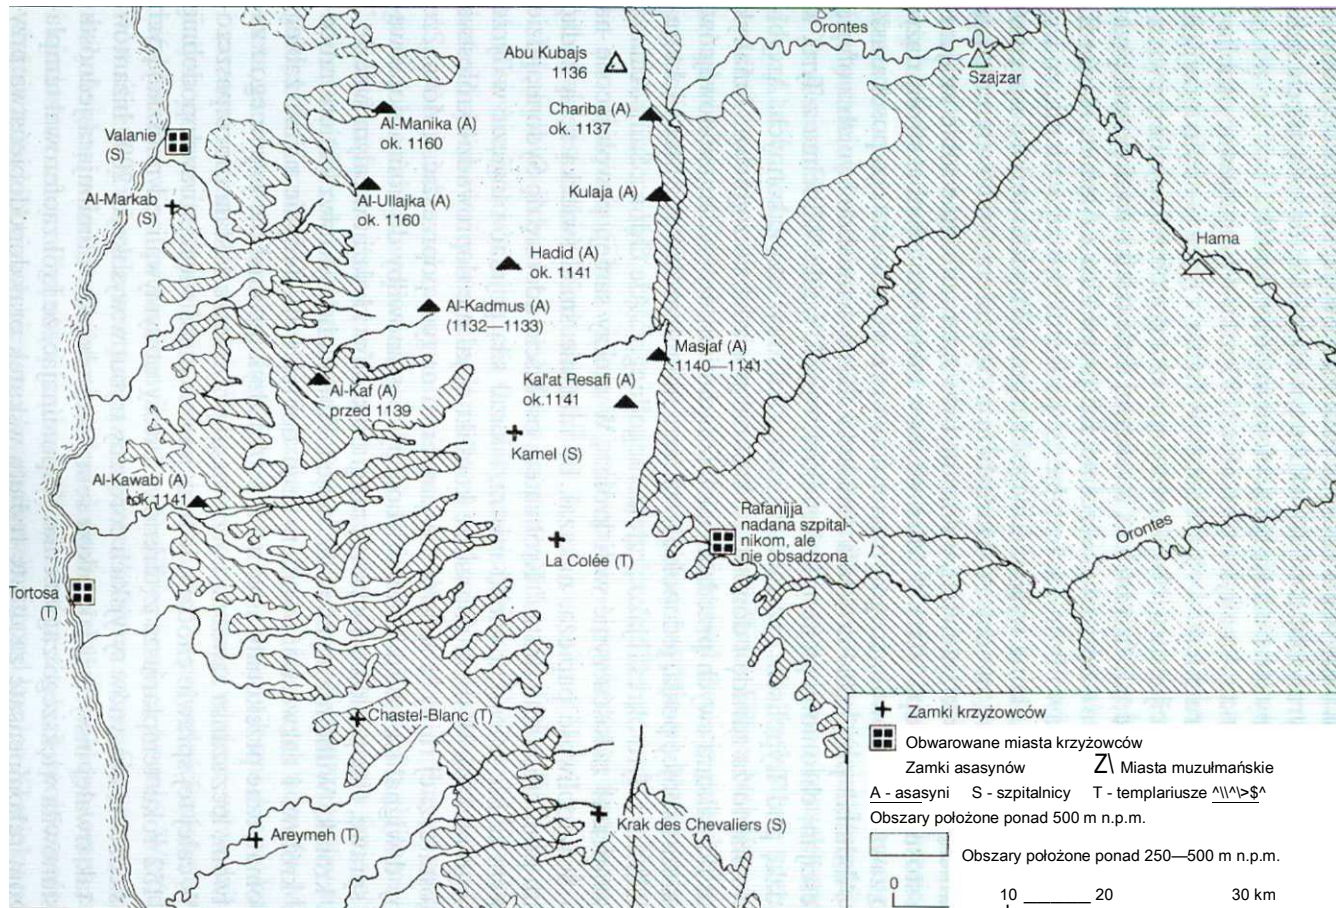 Orontes
Abu Kubajs
1136
Szajzar
Chariba (A)
ok. 1137
Al-Manika (A)
ok. 1160
Valanie
(S)
Al-Ullajka (A)
ok. 1160
Kulaja (A)
Al-Markab
(S)
Hama
Hadid (A)
ok. 1141
Al-Kadmus (A)
(1132—1133)
Masjaf (A)
1140—1141
Kal'at Resafi (A)
ok.1141
Al-Kaf (A)
przed 1139
Kamel (S)
Al-Kawabi (A)
ok. 1141
Rafanijja
nadana szpital-
nikom, ale
nie obsadzona
Orontes
La Colée (T)
Tortosa
(T)
Chastel-Blanc (T)
Areymeh (T)
Krak des Chevaliers (S)
Zamki krzyżowców
Obwarowane miasta krzyżowców
Zamki asasynów Z\ Miasta muzułmańskie
A - asasyni S - szpitalnicy T - templariusze ^\\^\>$^
Obszary położone ponad 500 m n.p.m.
Obszary położone ponad 250—500 m n.p.m.
0 10 20 30 km